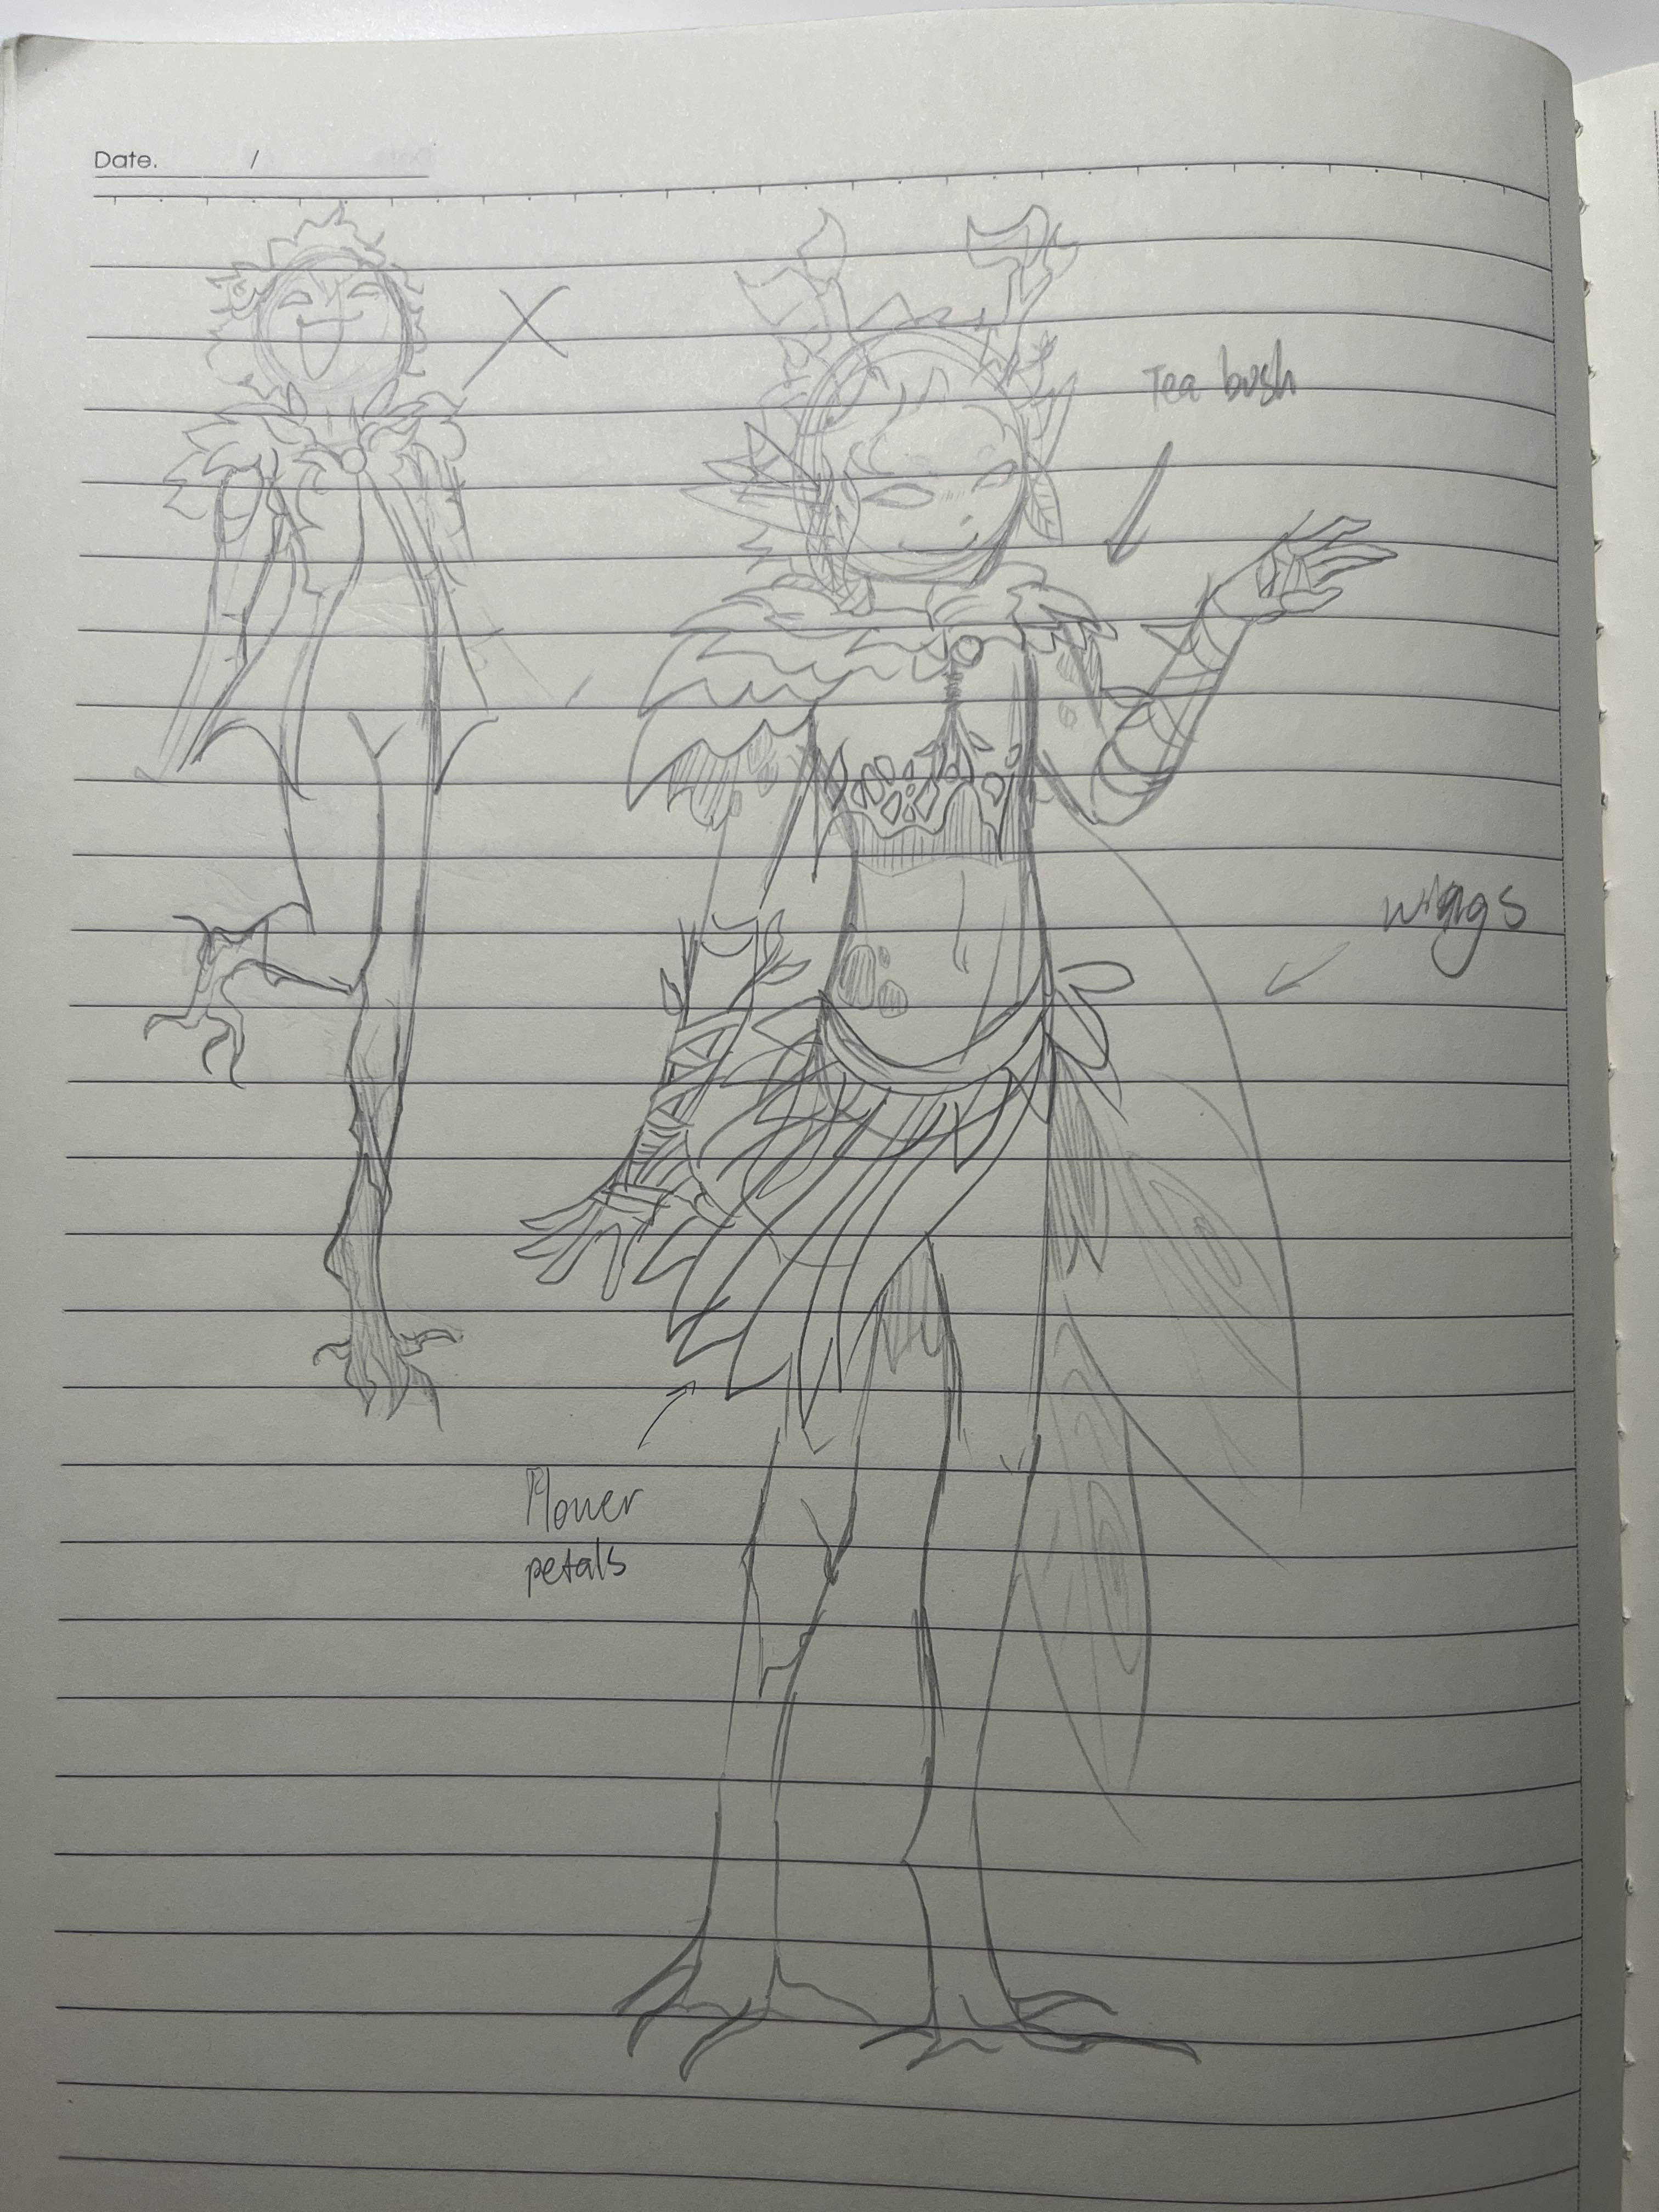 Date. /
Tea bush
wings
Flower
petals